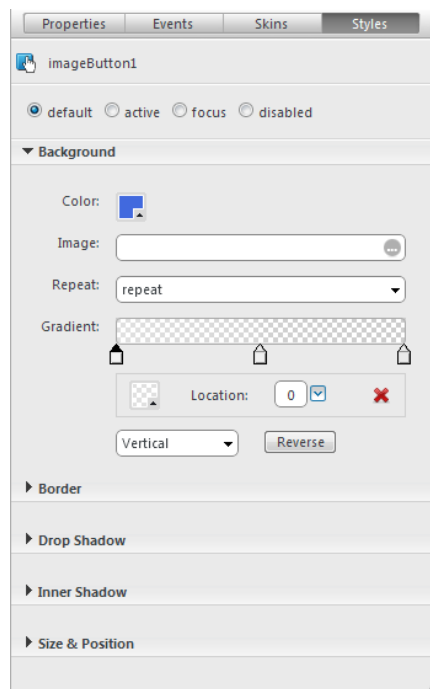 Properties Events Skins Styles
imageButton1
default active focus disabled
Background
Color:
Image:
Repeat: repeat
Gradient:
Location: 0
Vertical Reverse
Border
Drop Shadow
Inner Shadow
Size & Position